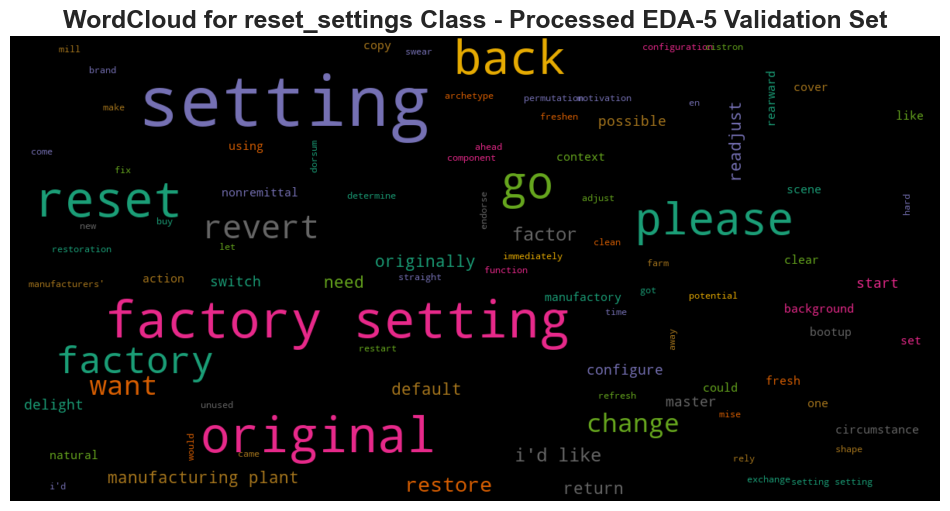 WordCloud for reset_settings Class - Processed EDA-5 Validation Set
mill
copy
swear
back
configuration
cistron
brand
setting
archetype
permutation
motivation
en
rearward
cover
make
freshen
possible
readjust
like
come
using
dorsum
ahead
component
context
fix
reset
nonremittal
determine
endorse
go
adjust
please
scene
hard
buy
new
revert
factor
clean
restoration
let
originally
immediately
function
farm
clear
manufacturers'
action
switch
straight
need
manufactory
got
potential
start
factory setting
time
background
bootup
away
set
factory
restart
configure
want
default
refresh
could
master
fresh
delight
unused
original
change
mise
one
circumstance
natural
would
came
i'd like
rely
shape
i'd
manufacturing plant
restore
return
exchange
setting setting